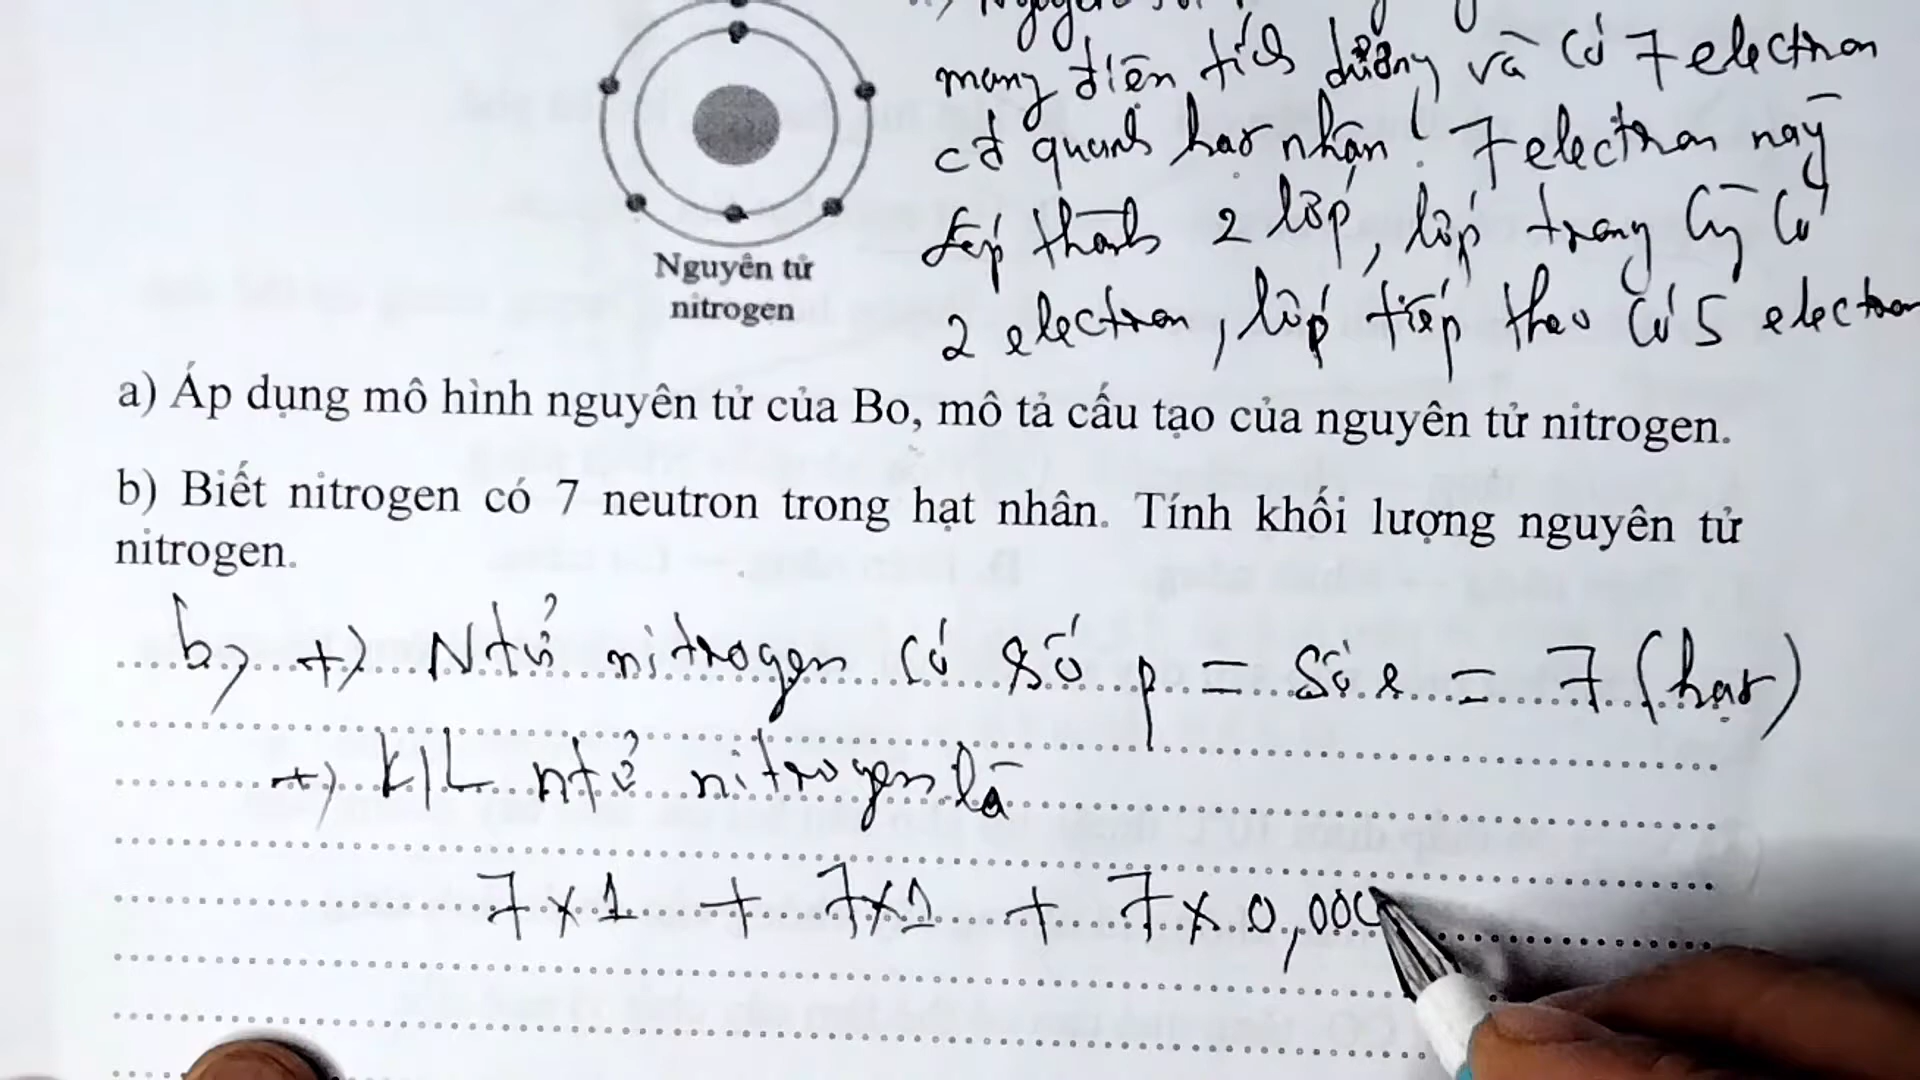 mang điện tích dương và có 7 electron
ở quanh hạt nhân. 7 electron này
xếp thành 2 lớp, lớp trong cùng có
2 electron, lớp tiếp theo có 5 electron
Nguyên tử
nitrogen
a) Áp dụng mô hình nguyên tử của Bo, mô tả cấu tạo của nguyên tử nitrogen.
b) Biết nitrogen có 7 neutron trong hạt nhân. Tính khối lượng nguyên tử
nitrogen.
b) +) Ntử nitrogen có số p = số e = 7 (hạt)
+) KL ntử nitrogen là
7 x 1 + 7 x 1 + 7 x 0,000